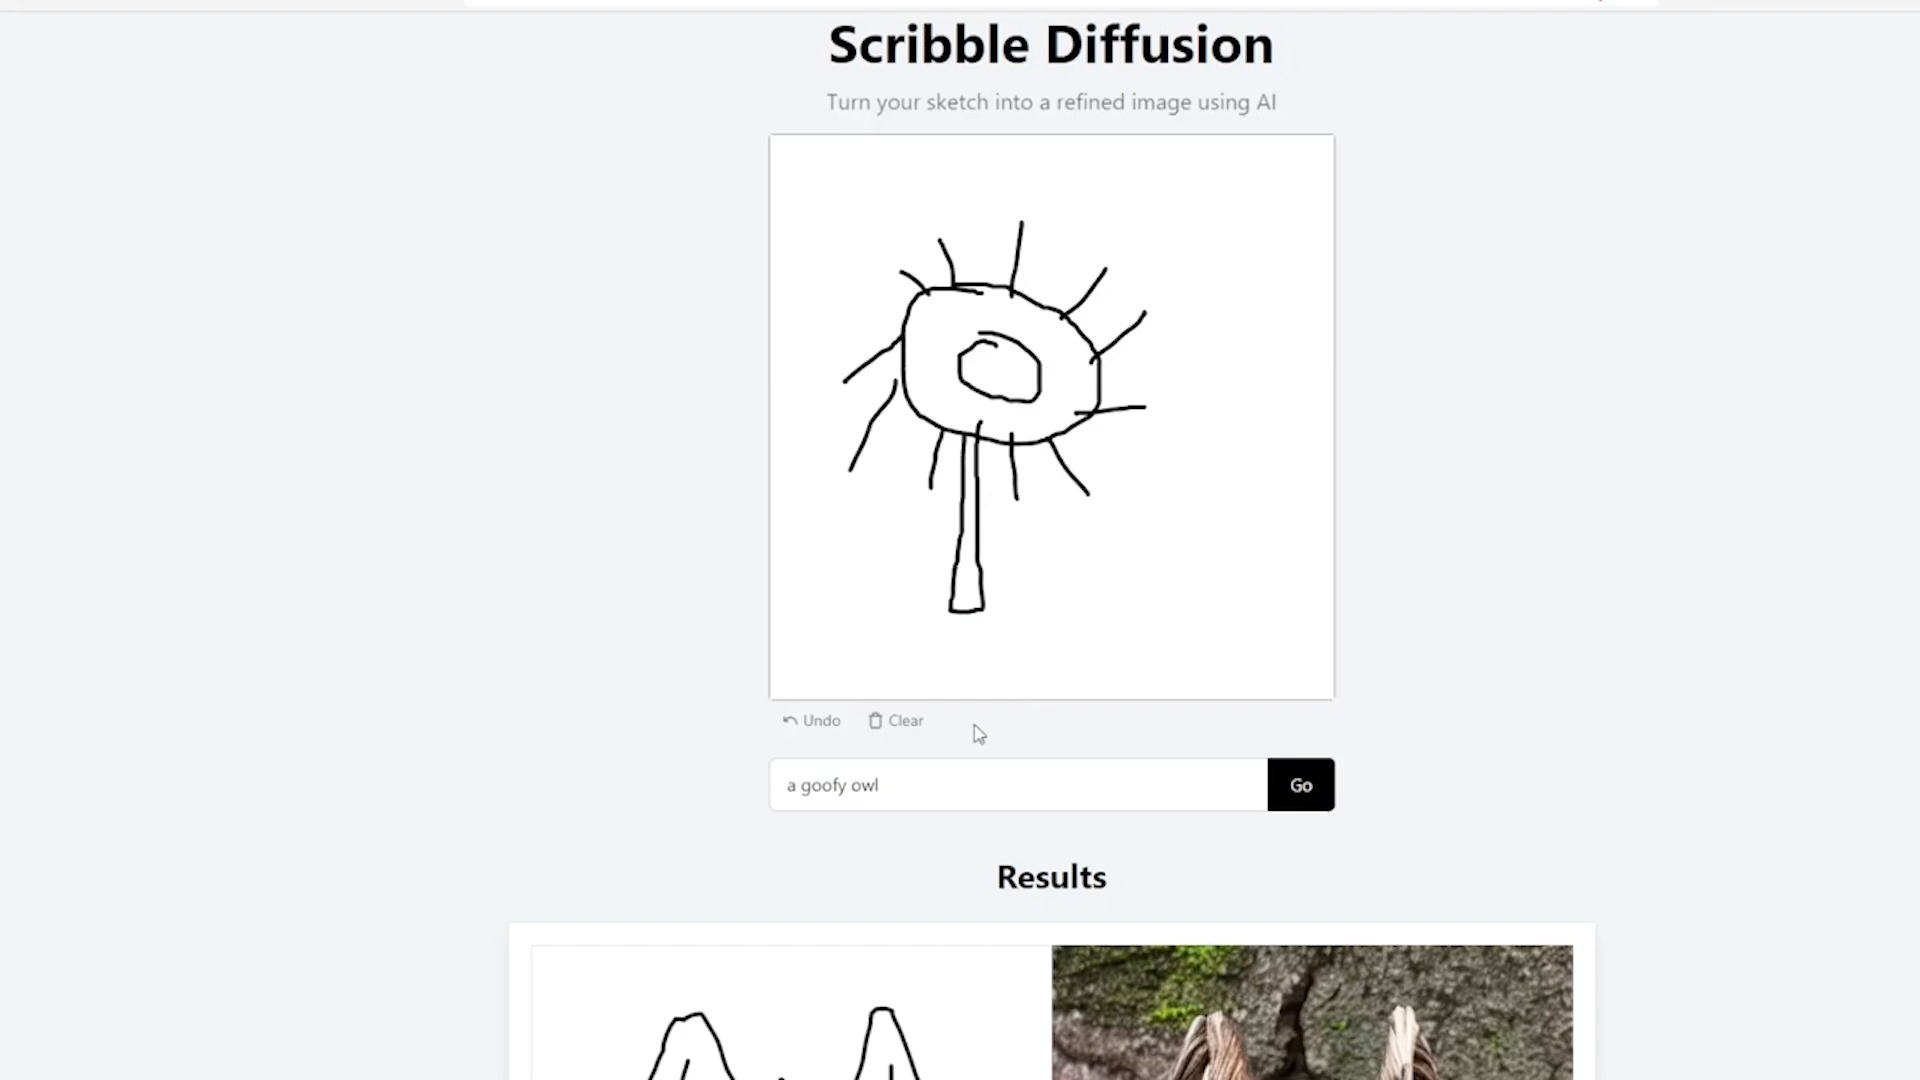 Scribble Diffusion
Turn your sketch into a refined image using AI
Undo
Clear
a goofy owl
Go
Results